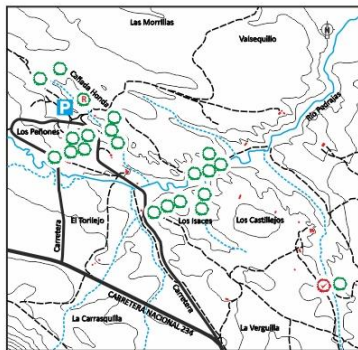 Las Morrillas
Valsequillo
N
Cañada Honda
R
P
Río Pedrajas
Los Peñones
El Torilejo
Los Isaces
Los Castillejos
Carretera
Carretera
CARRETERA NACIONAL 234
La Carrasquilla
La Verguilla